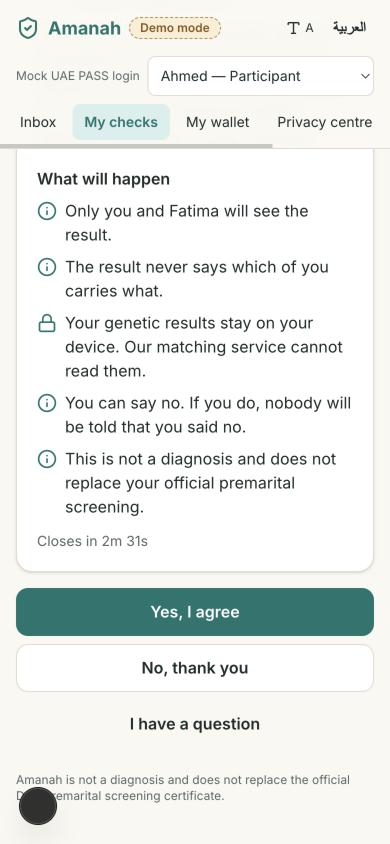 Amanah
Demo mode
A
العربية
Mock UAE PASS login
Ahmed — Participant
Inbox
My checks
My wallet
Privacy centre
What will happen
Only you and Fatima will see the
result.
The result never says which of you
carries what.
Your genetic results stay on your
device. Our matching service cannot
read them.
You can say no. If you do, nobody will
be told that you said no.
This is not a diagnosis and does not
replace your official premarital
screening.
Closes in 2m 31s
Yes, I agree
No, thank you
I have a question
Amanah is not a diagnosis and does not replace the official
premarital screening certificate.